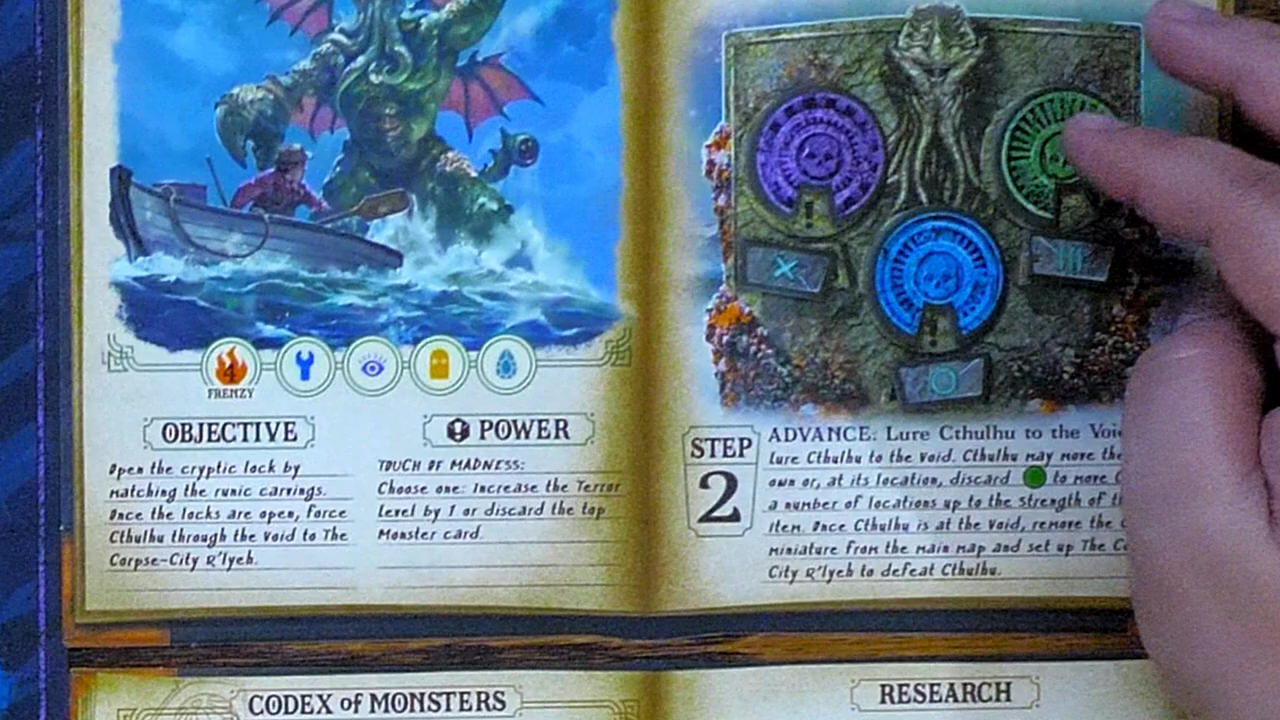 4
FRENZY
OBJECTIVE
Open the cryptic lock by
matching the runic carvings.
Once the locks are open, force
Cthulhu through the Void to The
Corpse-City R'lyeh.
POWER
TOUCH OF MADNESS:
Choose one: Increase the Terror
Level by 1 or discard the top
Monster card.
STEP
2
ADVANCE: Lure Cthulhu to the
Lure Cthulhu to the Void. Cthulhu may move
own or, at its location, discard to move
a number of locations up to the strength of
item. Once Cthulhu is at the Void, remove the
miniature from the main map and set up The
City R'lyeh to defeat Cthulhu.
CODEX of MONSTERS
RESEARCH